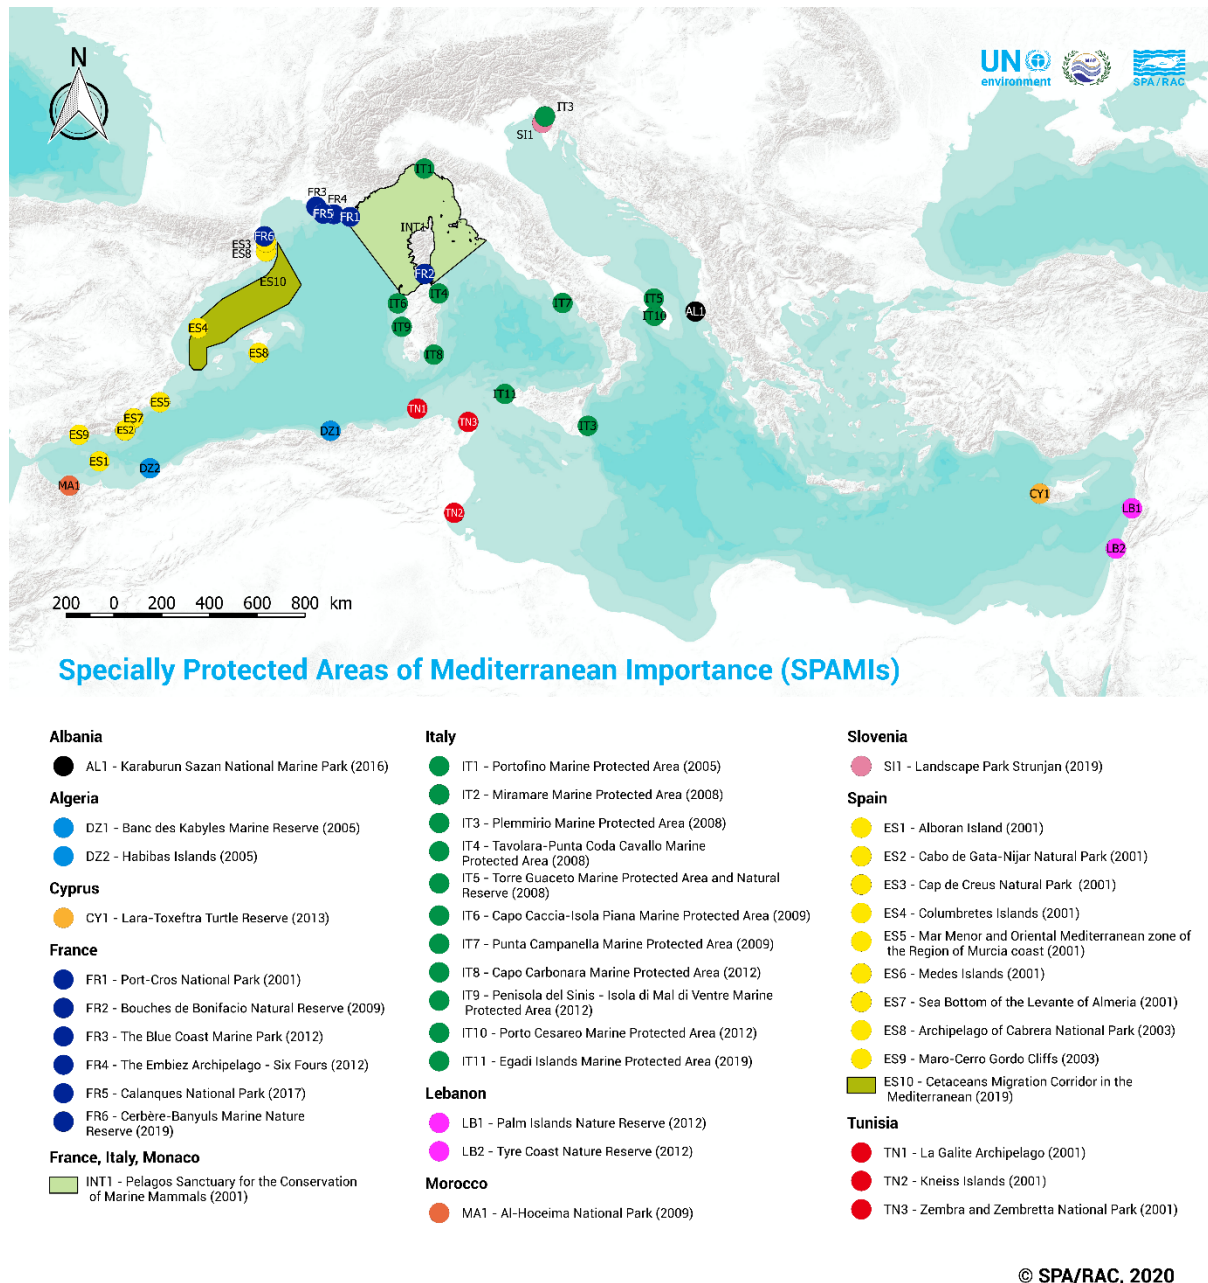 N
UN
environment
MAP
SPA/RAC
IT3
SI1
IT1
FR3
FR4
FR5
FR1
INT1
FR6
ES3
ES8
FR2
ES10
IT4
IT6
IT5
IT7
IT10
AL1
IT9
ES4
ES8
IT8
IT11
ES5
TN1
ES7
TN3
IT3
ES2
DZ1
ES9
ES1
DZ2
MA1
CY1
LB1
TN2
LB2
200 0 200 400 600 800 km
Specially Protected Areas of Mediterranean Importance (SPAMIs)
Albania
AL1 - Karaburun Sazan National Marine Park (2016)
Algeria
DZ1 - Banc des Kabyles Marine Reserve (2005)
DZ2 - Habibas Islands (2005)
Cyprus
CY1 - Lara-Toxeftra Turtle Reserve (2013)
France
FR1 - Port-Cros National Park (2001)
FR2 - Bouches de Bonifacio Natural Reserve (2009)
FR3 - The Blue Coast Marine Park (2012)
FR4 - The Embiez Archipelago - Six Fours (2012)
FR5 - Calanques National Park (2017)
FR6 - Cerbère-Banyuls Marine Nature
Reserve (2019)
France, Italy, Monaco
INT1 - Pelagos Sanctuary for the Conservation
of Marine Mammals (2001)
Italy
IT1 - Portofino Marine Protected Area (2005)
IT2 - Miramare Marine Protected Area (2008)
IT3 - Plemmirio Marine Protected Area (2008)
IT4 - Tavolara-Punta Coda Cavallo Marine
Protected Area (2008)
IT5 - Torre Guaceto Marine Protected Area and Natural
Reserve (2008)
IT6 - Capo Caccia-Isola Piana Marine Protected Area (2009)
IT7 - Punta Campanella Marine Protected Area (2009)
IT8 - Capo Carbonara Marine Protected Area (2012)
IT9 - Penisola del Sinis - Isola di Mal di Ventre Marine
Protected Area (2012)
IT10 - Porto Cesareo Marine Protected Area (2012)
IT11 - Egadi Islands Marine Protected Area (2019)
Lebanon
LB1 - Palm Islands Nature Reserve (2012)
LB2 - Tyre Coast Nature Reserve (2012)
Morocco
MA1 - Al-Hoceima National Park (2009)
Slovenia
SI1 - Landscape Park Strunjan (2019)
Spain
ES1 - Alboran Island (2001)
ES2 - Cabo de Gata-Nijar Natural Park (2001)
ES3 - Cap de Creus Natural Park (2001)
ES4 - Columbretes Islands (2001)
ES5 - Mar Menor and Oriental Mediterranean zone of
the Region of Murcia coast (2001)
ES6 - Medes Islands (2001)
ES7 - Sea Bottom of the Levante of Almeria (2001)
ES8 - Archipelago of Cabrera National Park (2003)
ES9 - Maro-Cerro Gordo Cliffs (2003)
ES10 - Cetaceans Migration Corridor in the
Mediterranean (2019)
Tunisia
TN1 - La Galite Archipelago (2001)
TN2 - Kneiss Islands (2001)
TN3 - Zembra and Zembretta National Park (2001)
© SPA/RAC, 2020